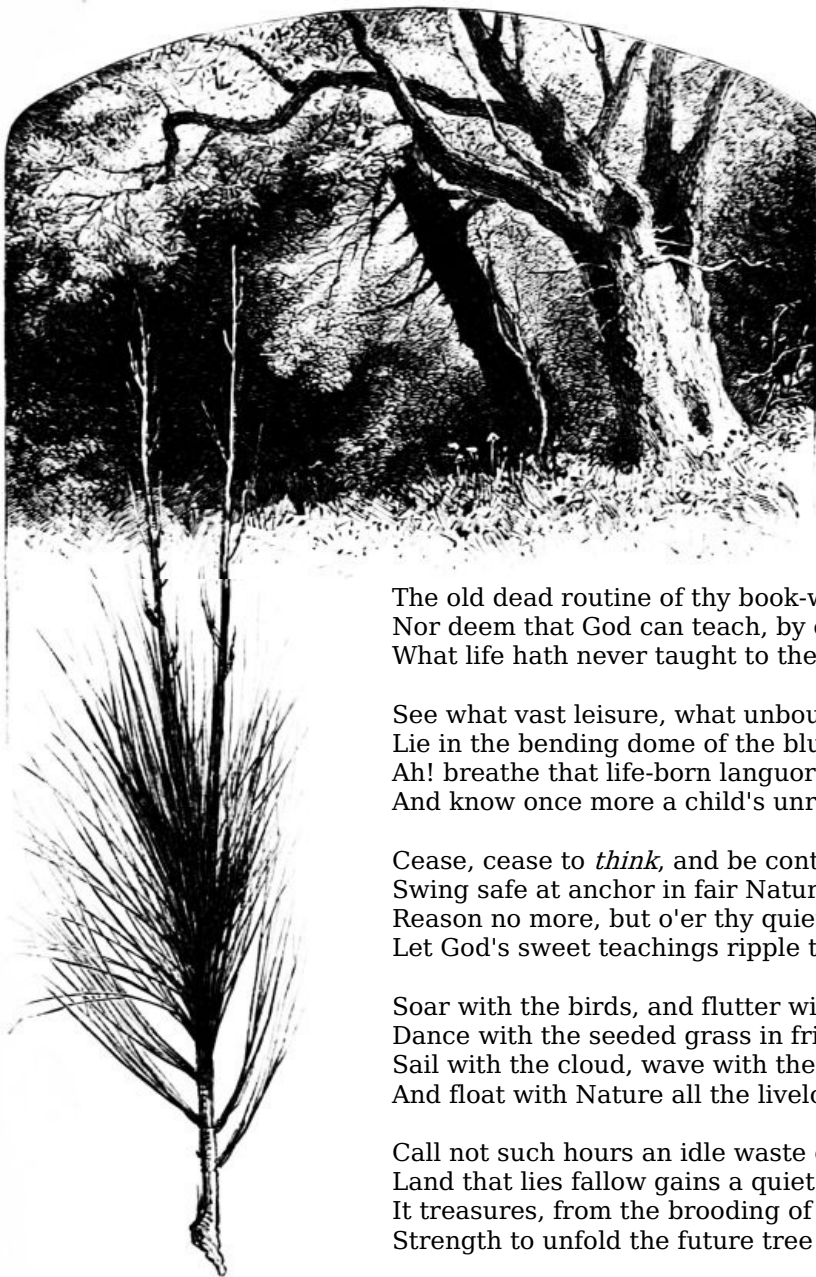 The old dead routine of thy book-
Nor deem that God can teach, by
What life hath never taught to the
See what vast leisure, what
Lie in the bending dome of the
Ah! breathe that life-born languor
And know once more a child's
Cease, cease to think, and be
Swing safe at anchor in fair
Reason no more, but o'er thy
Let God's sweet teachings ripple
Soar with the birds, and flutter
Dance with the seeded grass in
Sail with the cloud, wave with the
And float with Nature all the
Call not such hours an idle waste
Land that lies fallow gains a quiet
It treasures, from the brooding of
Strength to unfold the future tree